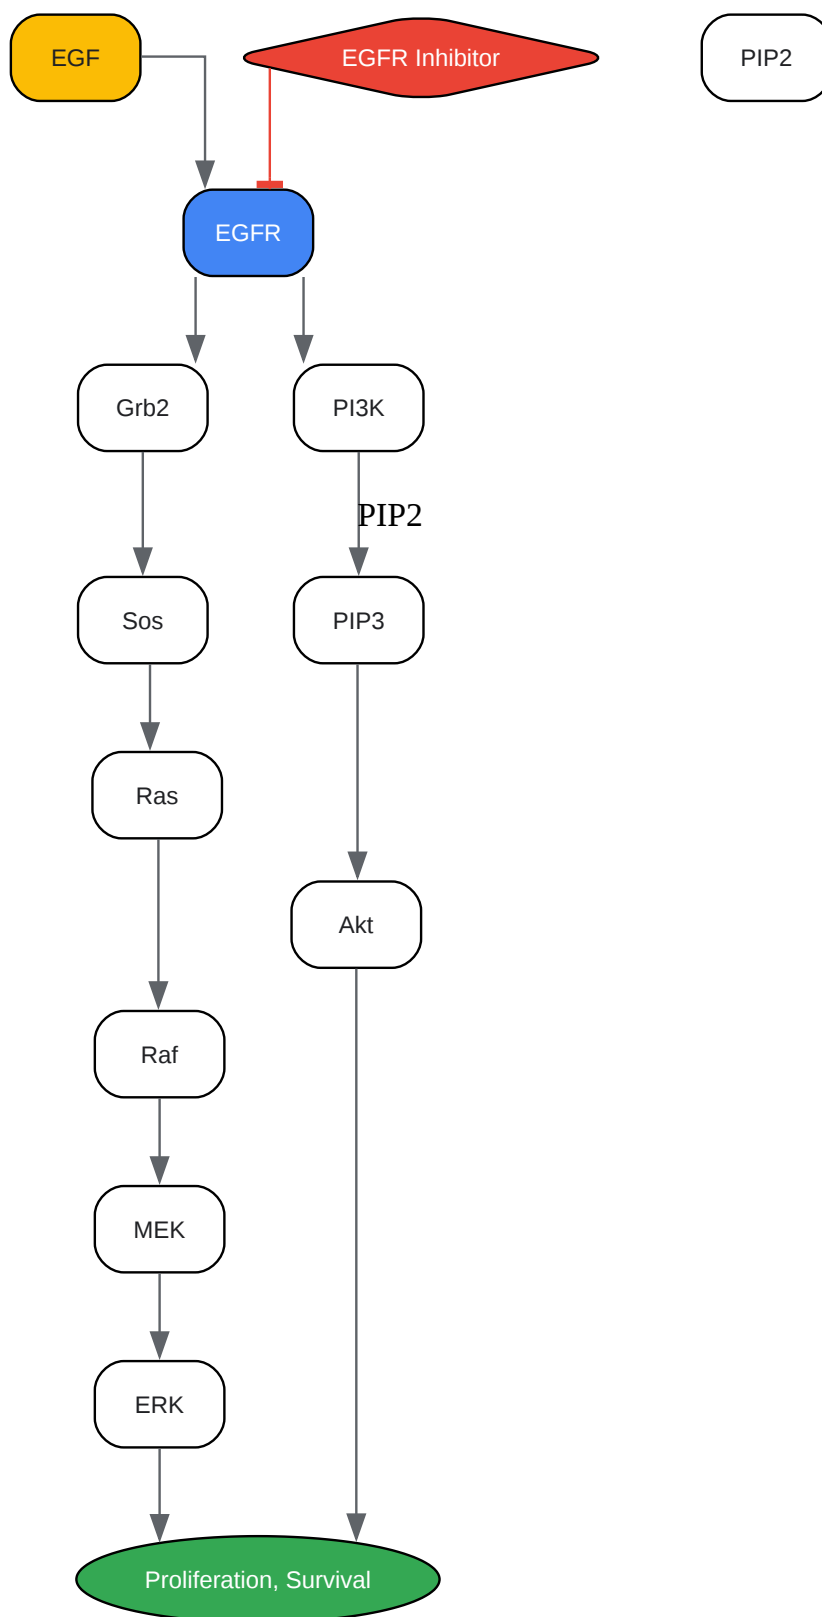 EGF
EGFR Inhibitor
PIP2
EGFR
Grb2
PI3K
PIP2
Sos
PIP3
Ras
Akt
Raf
MEK
ERK
Proliferation, Survival